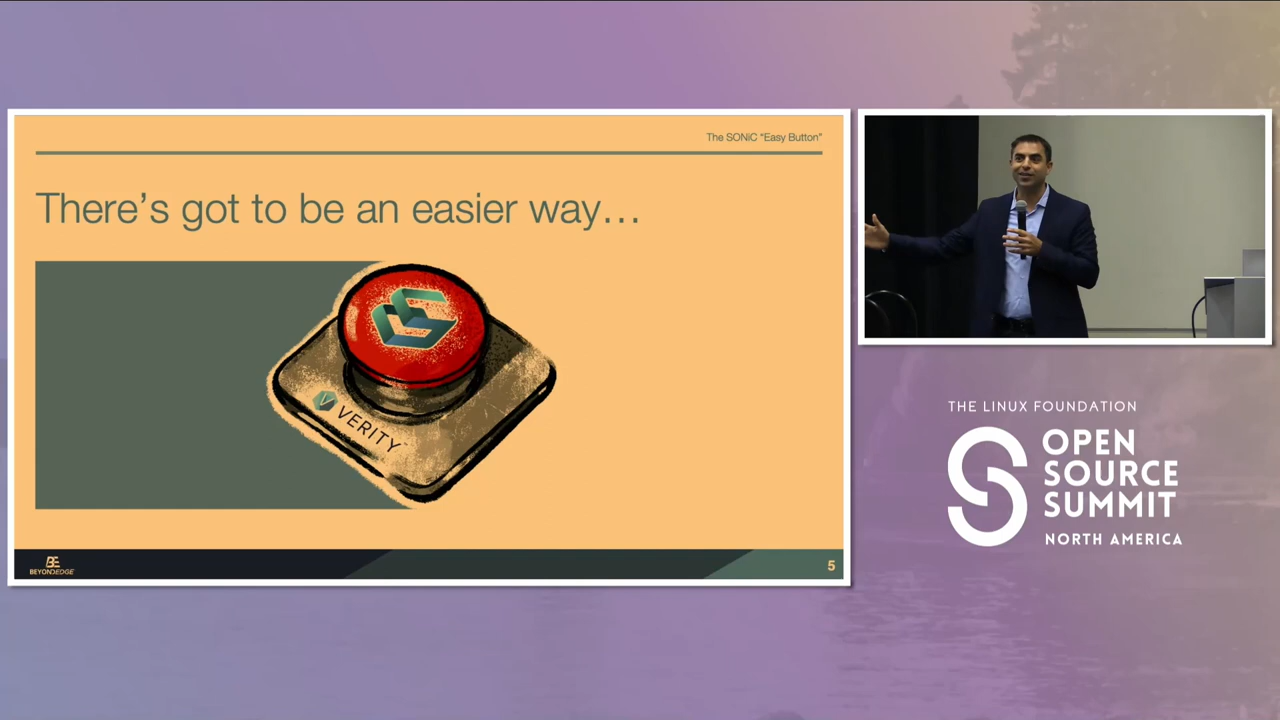 The SONiC “Easy Button”
There’s got to be an easier way…
VERITY
BE
BEYONDEDGE
5
THE LINUX FOUNDATION
OPEN
SOURCE
SUMMIT
NORTH AMERICA